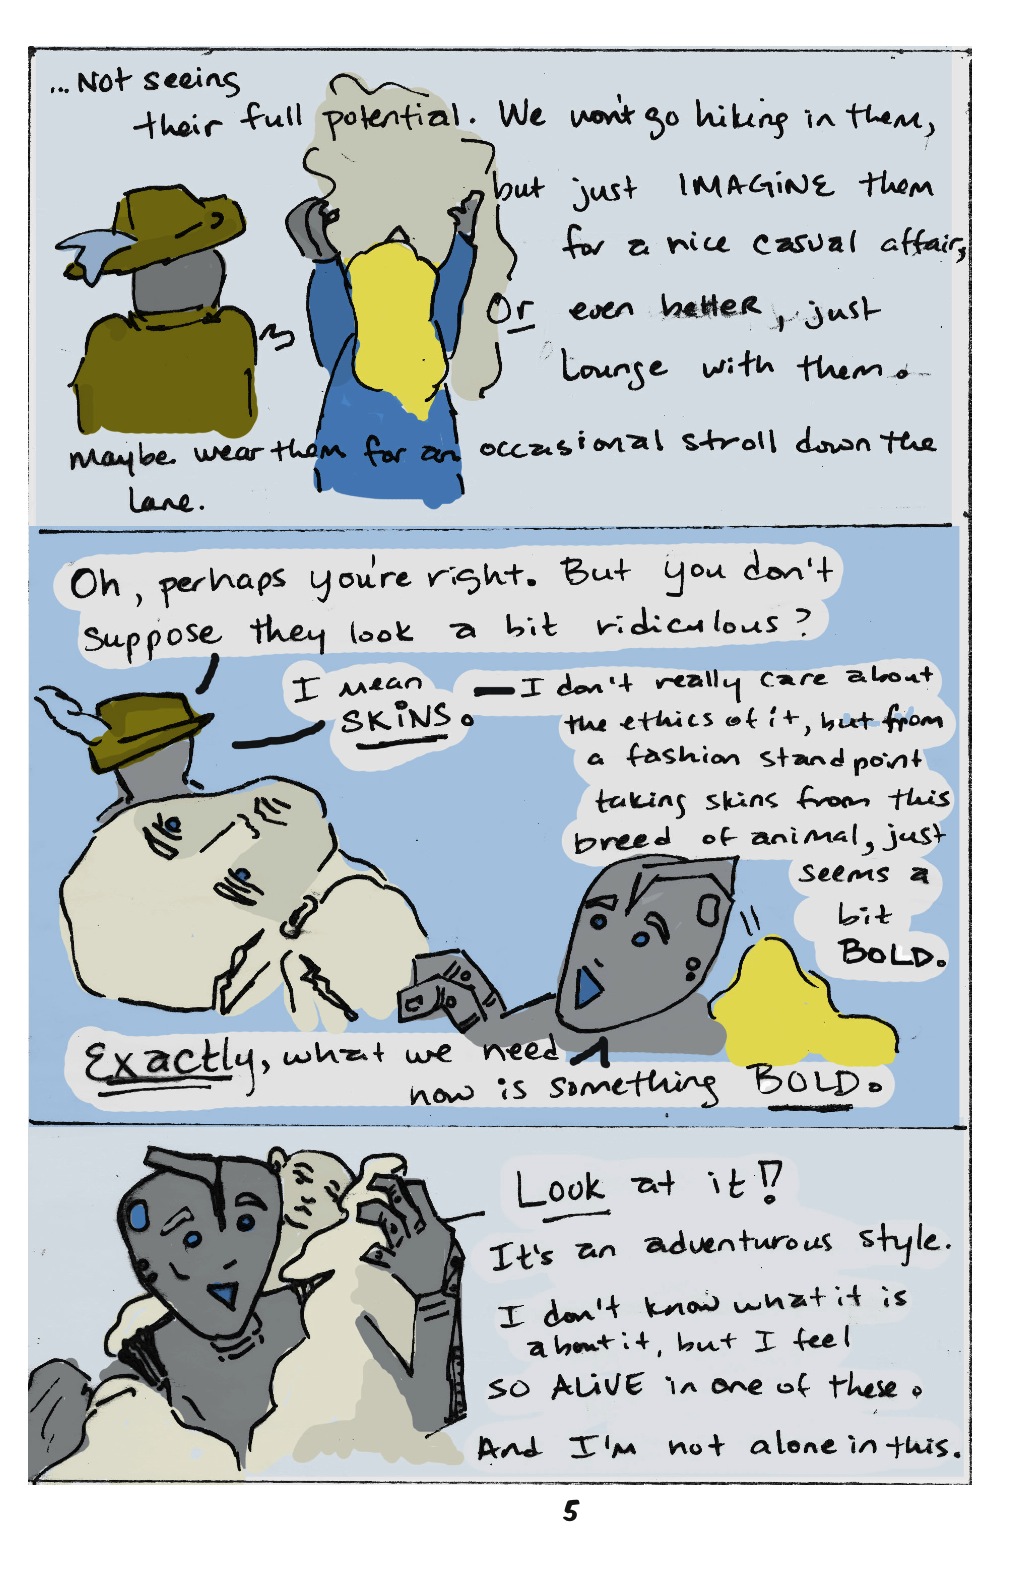 ...Not seeing
their full potential. We won't go hiking in them,
but just IMAGiNE them
for a nice casual affair,
Or even better, just
Lounge with them.
Maybe wear them for an occasional stroll down the
lane.
Oh, perhaps you're right. But you don't
suppose they look a bit ridiculous?
I mean
SKiNS.
—I don't really care about
the ethics of it, but from
a fashion standpoint
taking skins from this
breed of animal, just
seems a
bit
BOLD.
Exactly, what we need
now is something BOLD.
Look at it!?
It's an adventurous style.
I don't know what it is
about it, but I feel
so ALiVE in one of these.
And I'm not alone in this.
5